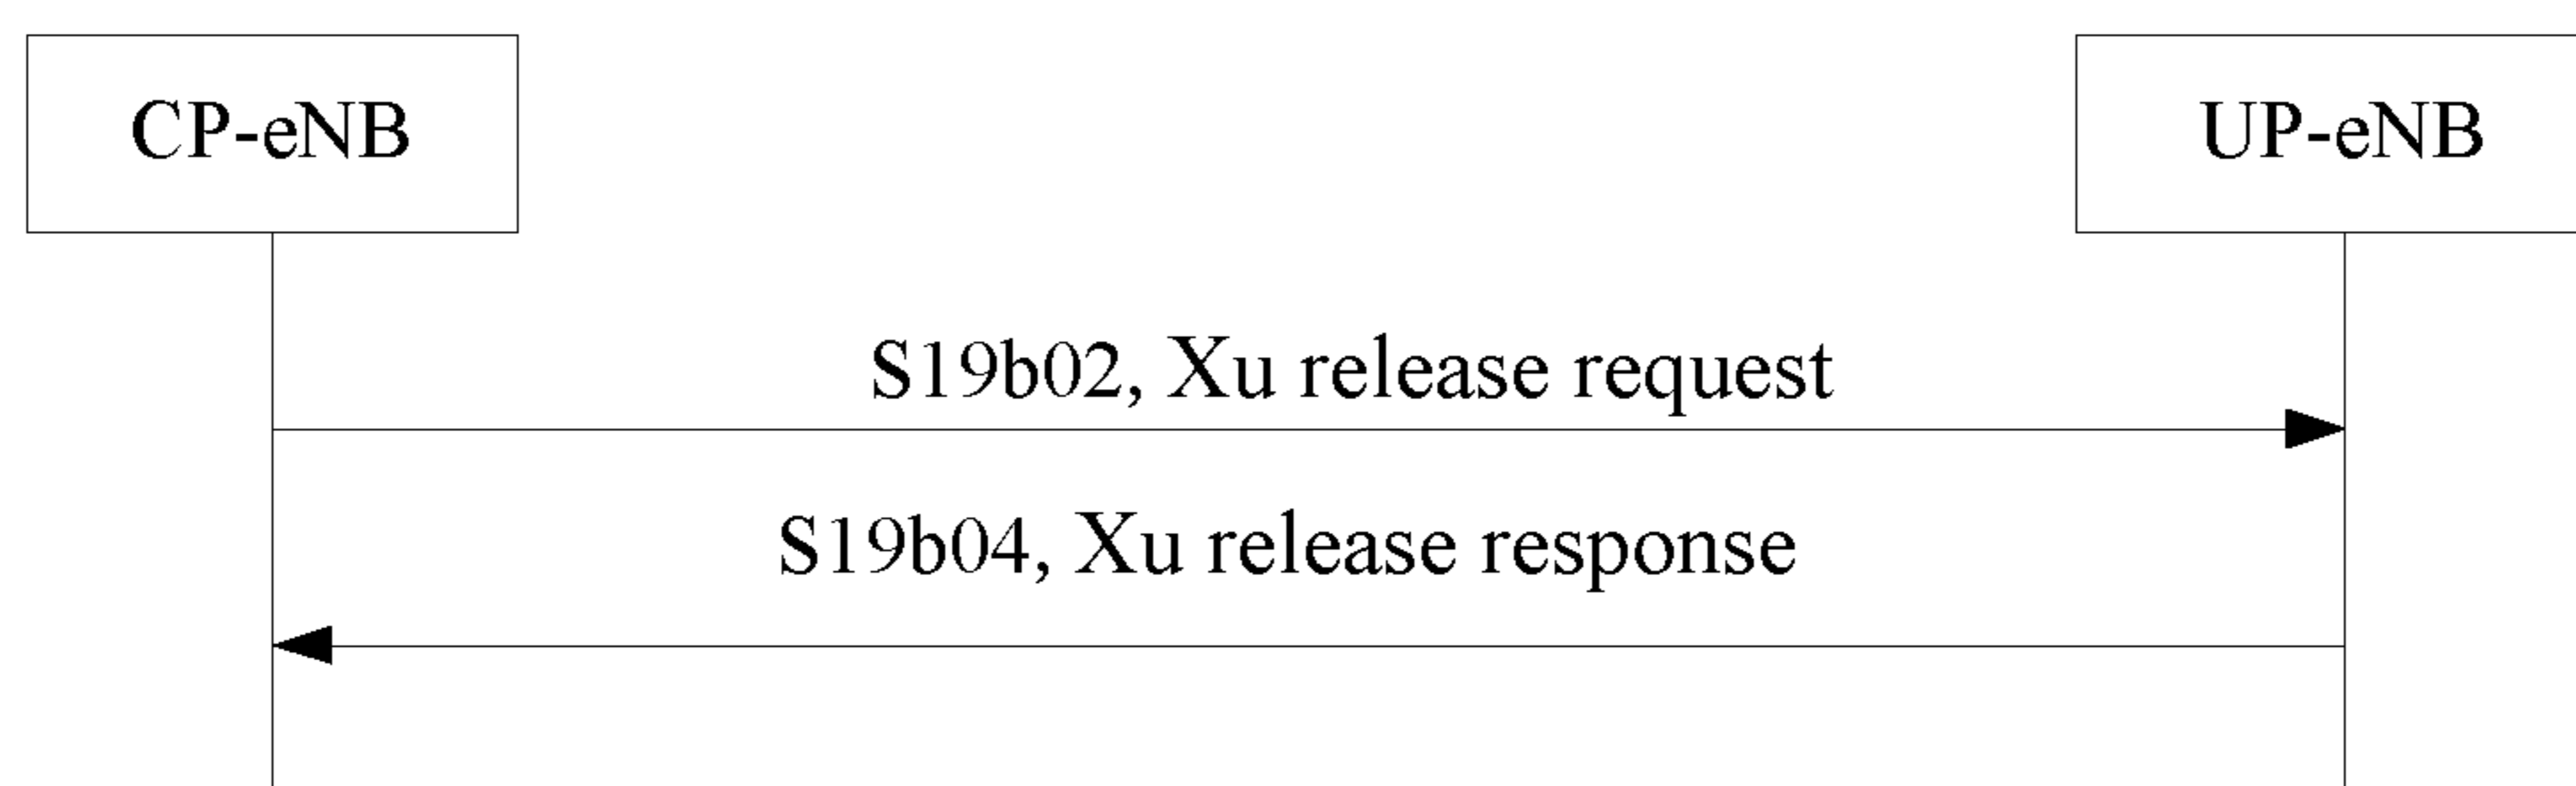 CP-eNB
UP-eNB
S19b02, Xu release request
S19b04, Xu release response